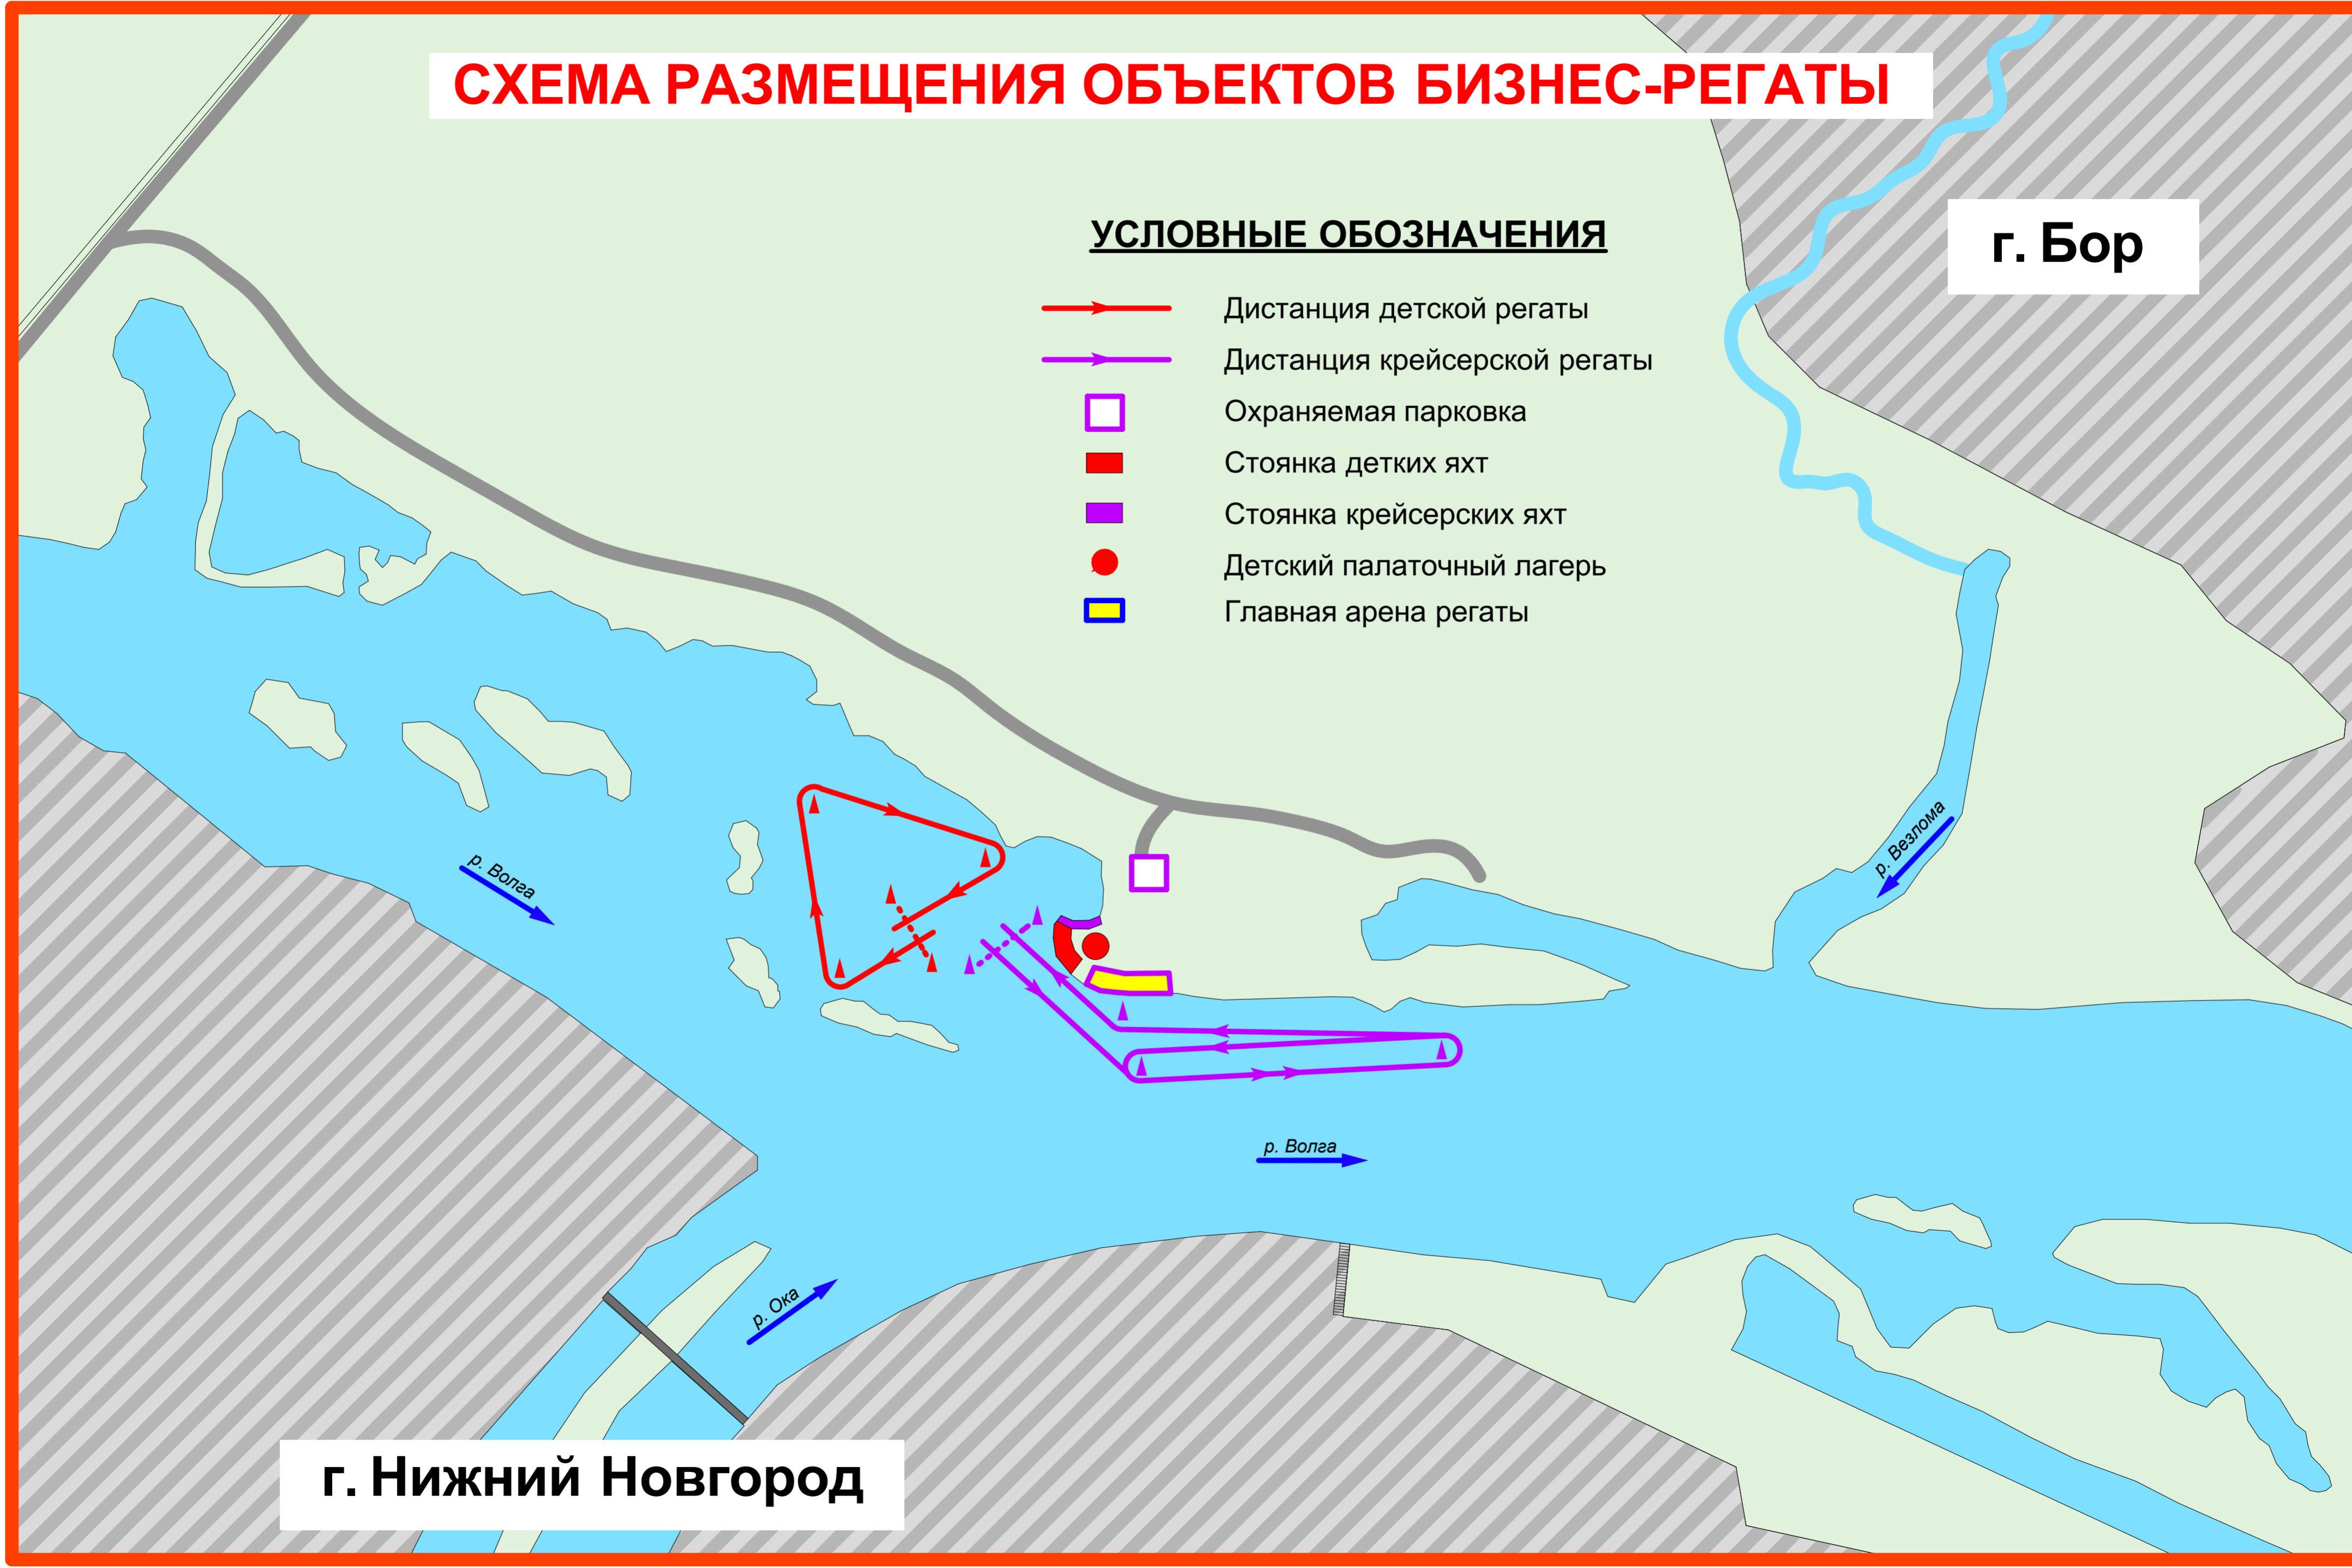 СХЕМА РАЗМЕЩЕНИЯ ОБЪЕКТОВ БИЗНЕС-РЕГАТЫ
г. Бор
УСЛОВНЫЕ ОБОЗНАЧЕНИЯ
Дистанция детской регаты
Дистанция крейсерской регаты
Охраняемая парковка
Стоянка детких яхт
Стоянка крейсерских яхт
Детский палаточный лагерь
Главная арена регаты
р. Волга
р. Везлома
р. Волга
р. Ока
г. Нижний Новгород